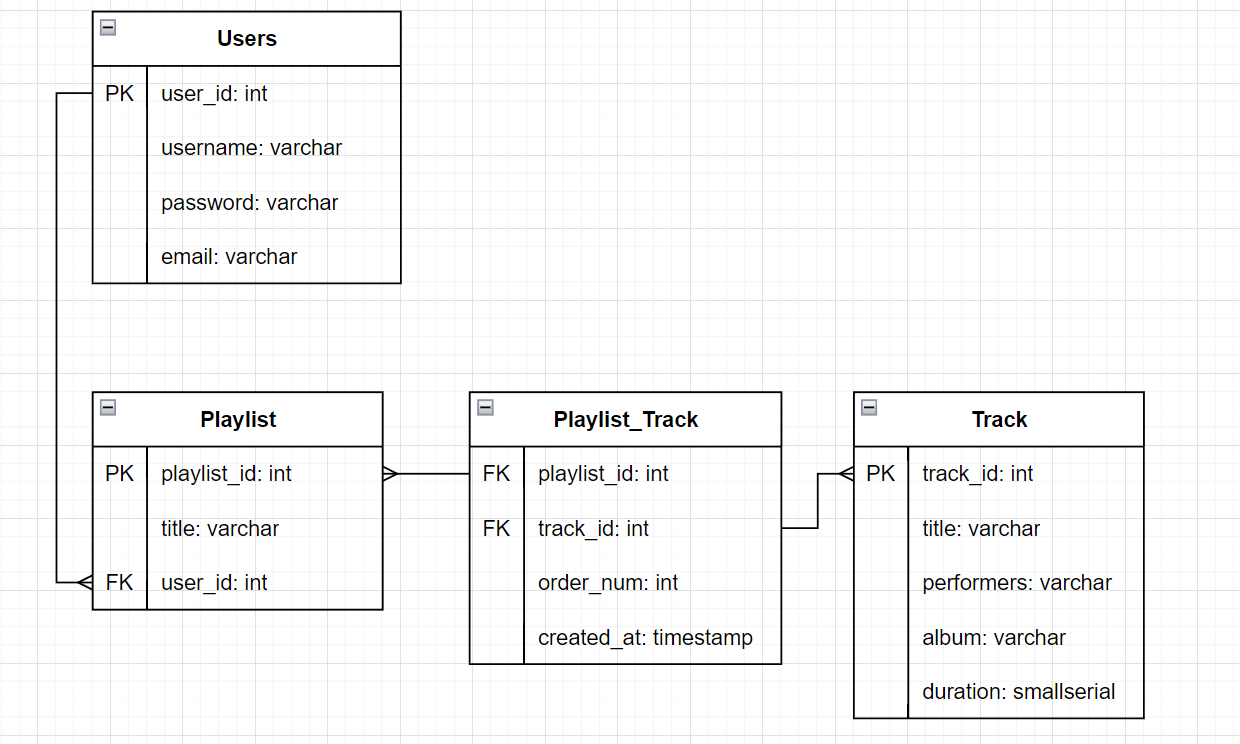 Users
PK user_id: int
username: varchar
password: varchar
email: varchar
Playlist
PK playlist_id: int
title: varchar
FK user_id: int
Playlist_Track
FK playlist_id: int
FK track_id: int
order_num: int
created_at: timestamp
Track
PK track_id: int
title: varchar
performers: varchar
album: varchar
duration: smallserial